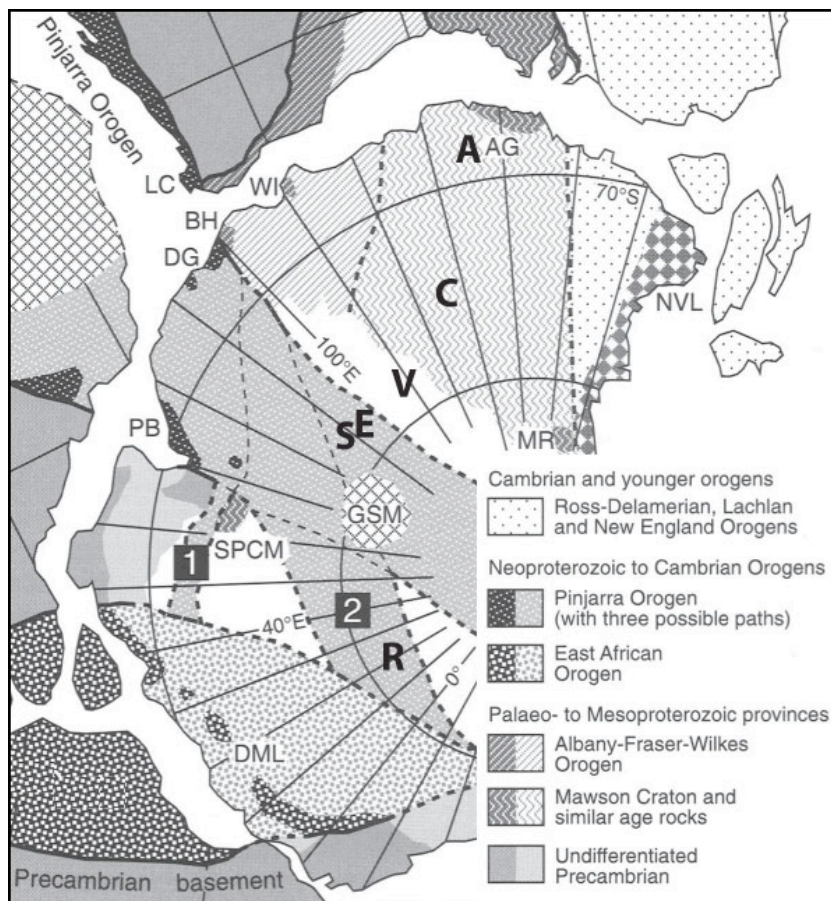 Pinjarra Orogen
LC
WI
A
AG
70°S
BH
DG
C
NVL
100°E
V
PB
S
E
MR
GSM
1
SPCM
2
40°E
R
0°
DML
Precambrian basement
Cambrian and younger orogens
Ross-Delamerian, Lachlan
and New England Orogens
Neoproterozoic to Cambrian Orogens
Pinjarra Orogen
(with three possible paths)
East African
Orogen
Palaeo- to Mesoproterozoic provinces
Albany-Fraser-Wilkes
Orogen
Mawson Craton and
similar age rocks
Undifferentiated
Precambrian